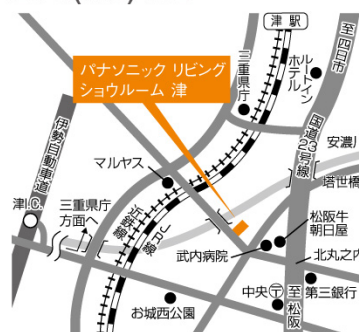 津駅
至四日市
ルートイン
ホテル
三重県庁
パナソニック リビング
ショウルーム 津
国道23号線
安濃川
塔世橋
伊勢自動車道
マルヤス
津I.C.
三重県庁
方面へ
近鉄線
JR線
松阪牛
朝日屋
武内病院
北丸之内
お城西公園
中央〒
至松阪
第三銀行